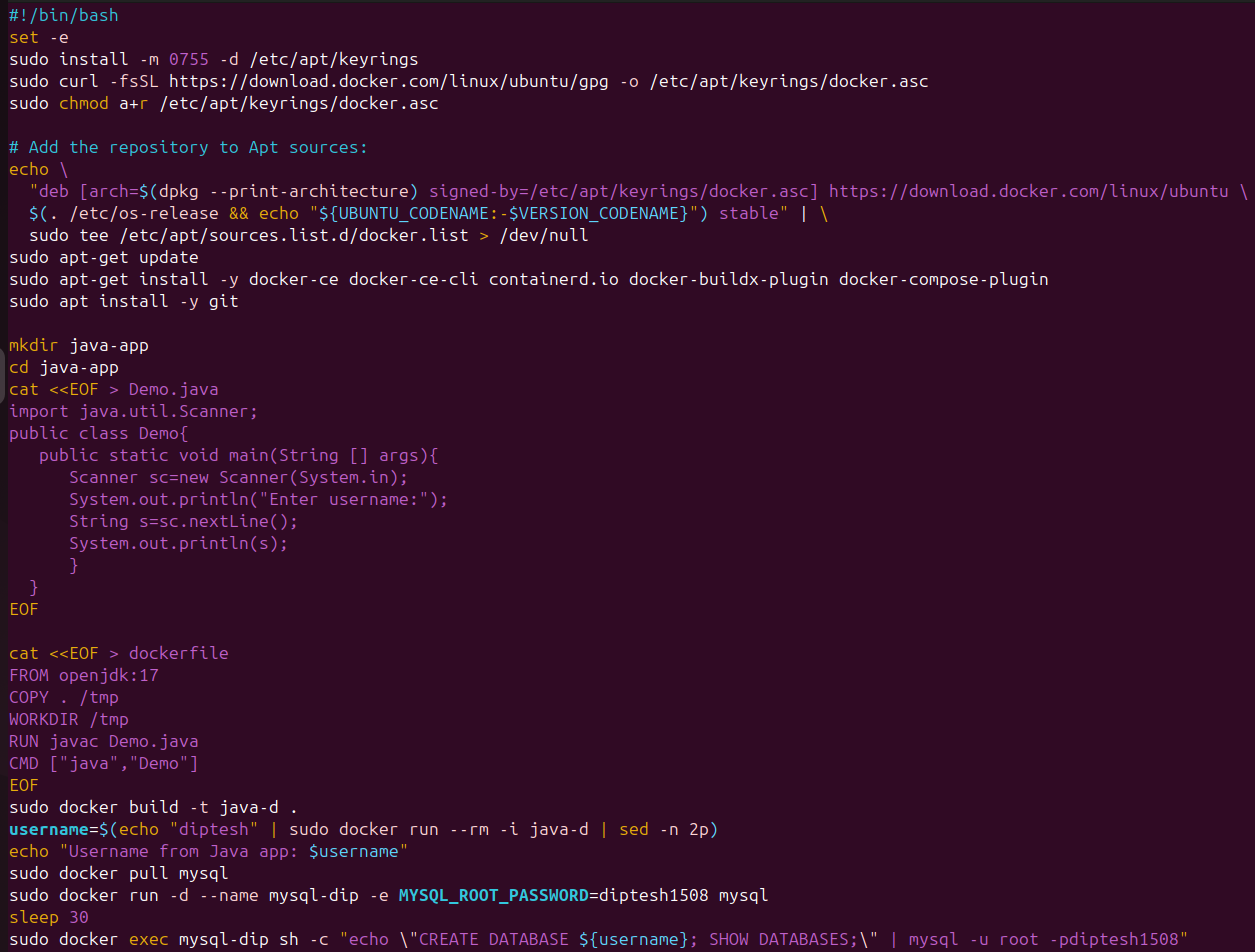 #!/bin/bash
set -e
sudo install -m 0755 -d /etc/apt/keyrings
sudo curl -fsSL https://download.docker.com/linux/ubuntu/gpg -o /etc/apt/keyrings/docker.asc
sudo chmod a+r /etc/apt/keyrings/docker.asc

# Add the repository to Apt sources:
echo \
  "deb [arch=$(dpkg --print-architecture) signed-by=/etc/apt/keyrings/docker.asc] https://download.docker.com/linux/ubuntu \
  $(. /etc/os-release && echo "${UBUNTU_CODENAME:-$VERSION_CODENAME}") stable" | \
  sudo tee /etc/apt/sources.list.d/docker.list > /dev/null
sudo apt-get update
sudo apt-get install -y docker-ce docker-ce-cli containerd.io docker-buildx-plugin docker-compose-plugin
sudo apt install -y git

mkdir java-app
cd java-app
cat <<EOF > Demo.java
import java.util.Scanner;
public class Demo{
   public static void main(String [] args){
      Scanner sc=new Scanner(System.in);
      System.out.println("Enter username:");
      String s=sc.nextLine();
      System.out.println(s);
      }
  }
EOF

cat <<EOF > dockerfile
FROM openjdk:17
COPY . /tmp
WORKDIR /tmp
RUN javac Demo.java
CMD ["java","Demo"]
EOF
sudo docker build -t java-d .
username=$(echo "diptesh" | sudo docker run --rm -i java-d | sed -n 2p)
echo "Username from Java app: $username"
sudo docker pull mysql
sudo docker run -d --name mysql-dip -e MYSQL_ROOT_PASSWORD=diptesh1508 mysql
sleep 30
sudo docker exec mysql-dip sh -c "echo \"CREATE DATABASE ${username}; SHOW DATABASES;\" | mysql -u root -pdiptesh1508"